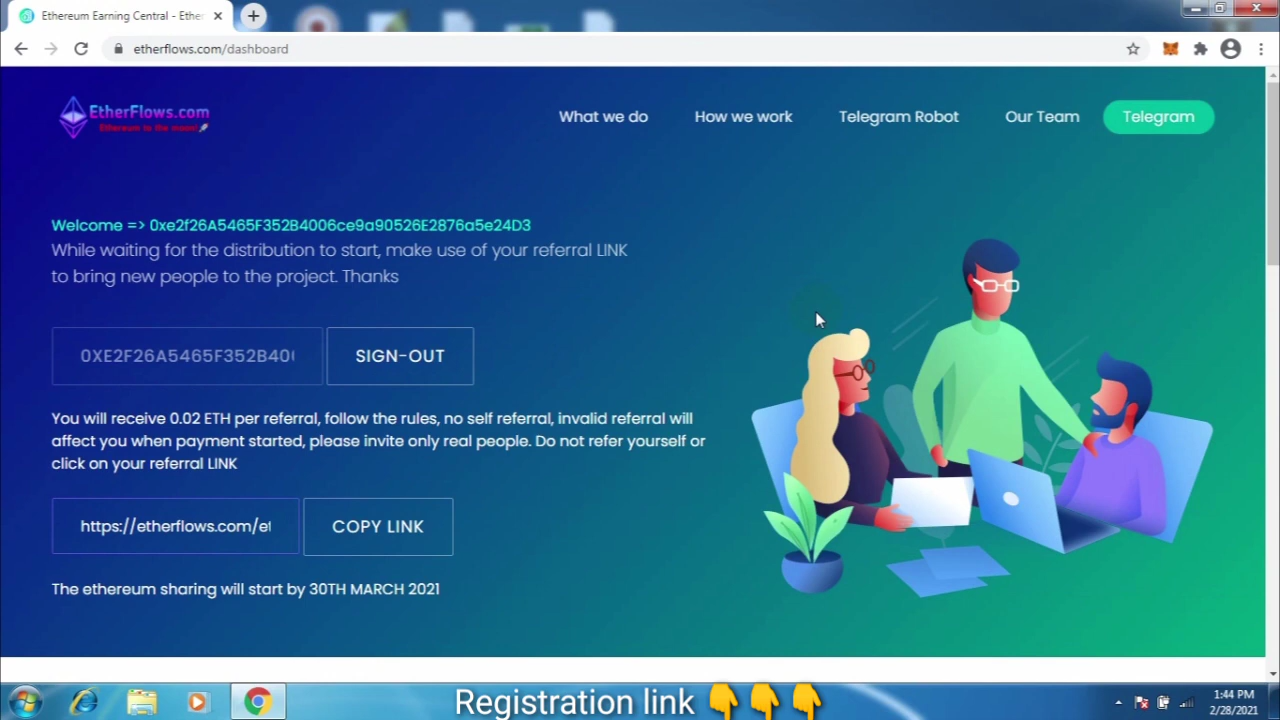 Ethereum Earning Central - Ether
etherflows.com/dashboard
EtherFlows.com
Ethereum to the moon!
What we do
How we work
Telegram Robot
Our Team
Telegram
Welcome => 0xe2f26A5465F352B4006ce9a90526E2876a5e24D3
While waiting for the distribution to start, make use of your referral LINK
to bring new people to the project. Thanks
0XE2F26A5465F352B40
SIGN-OUT
You will receive 0.02 ETH per referral, follow the rules, no self referral, invalid referral will
affect you when payment started, please invite only real people. Do not refer yourself or
click on your referral LINK
https://etherflows.com/et
COPY LINK
The ethereum sharing will start by 30TH MARCH 2021
Registration link 👇👇👇
1:44 PM
2/28/2021